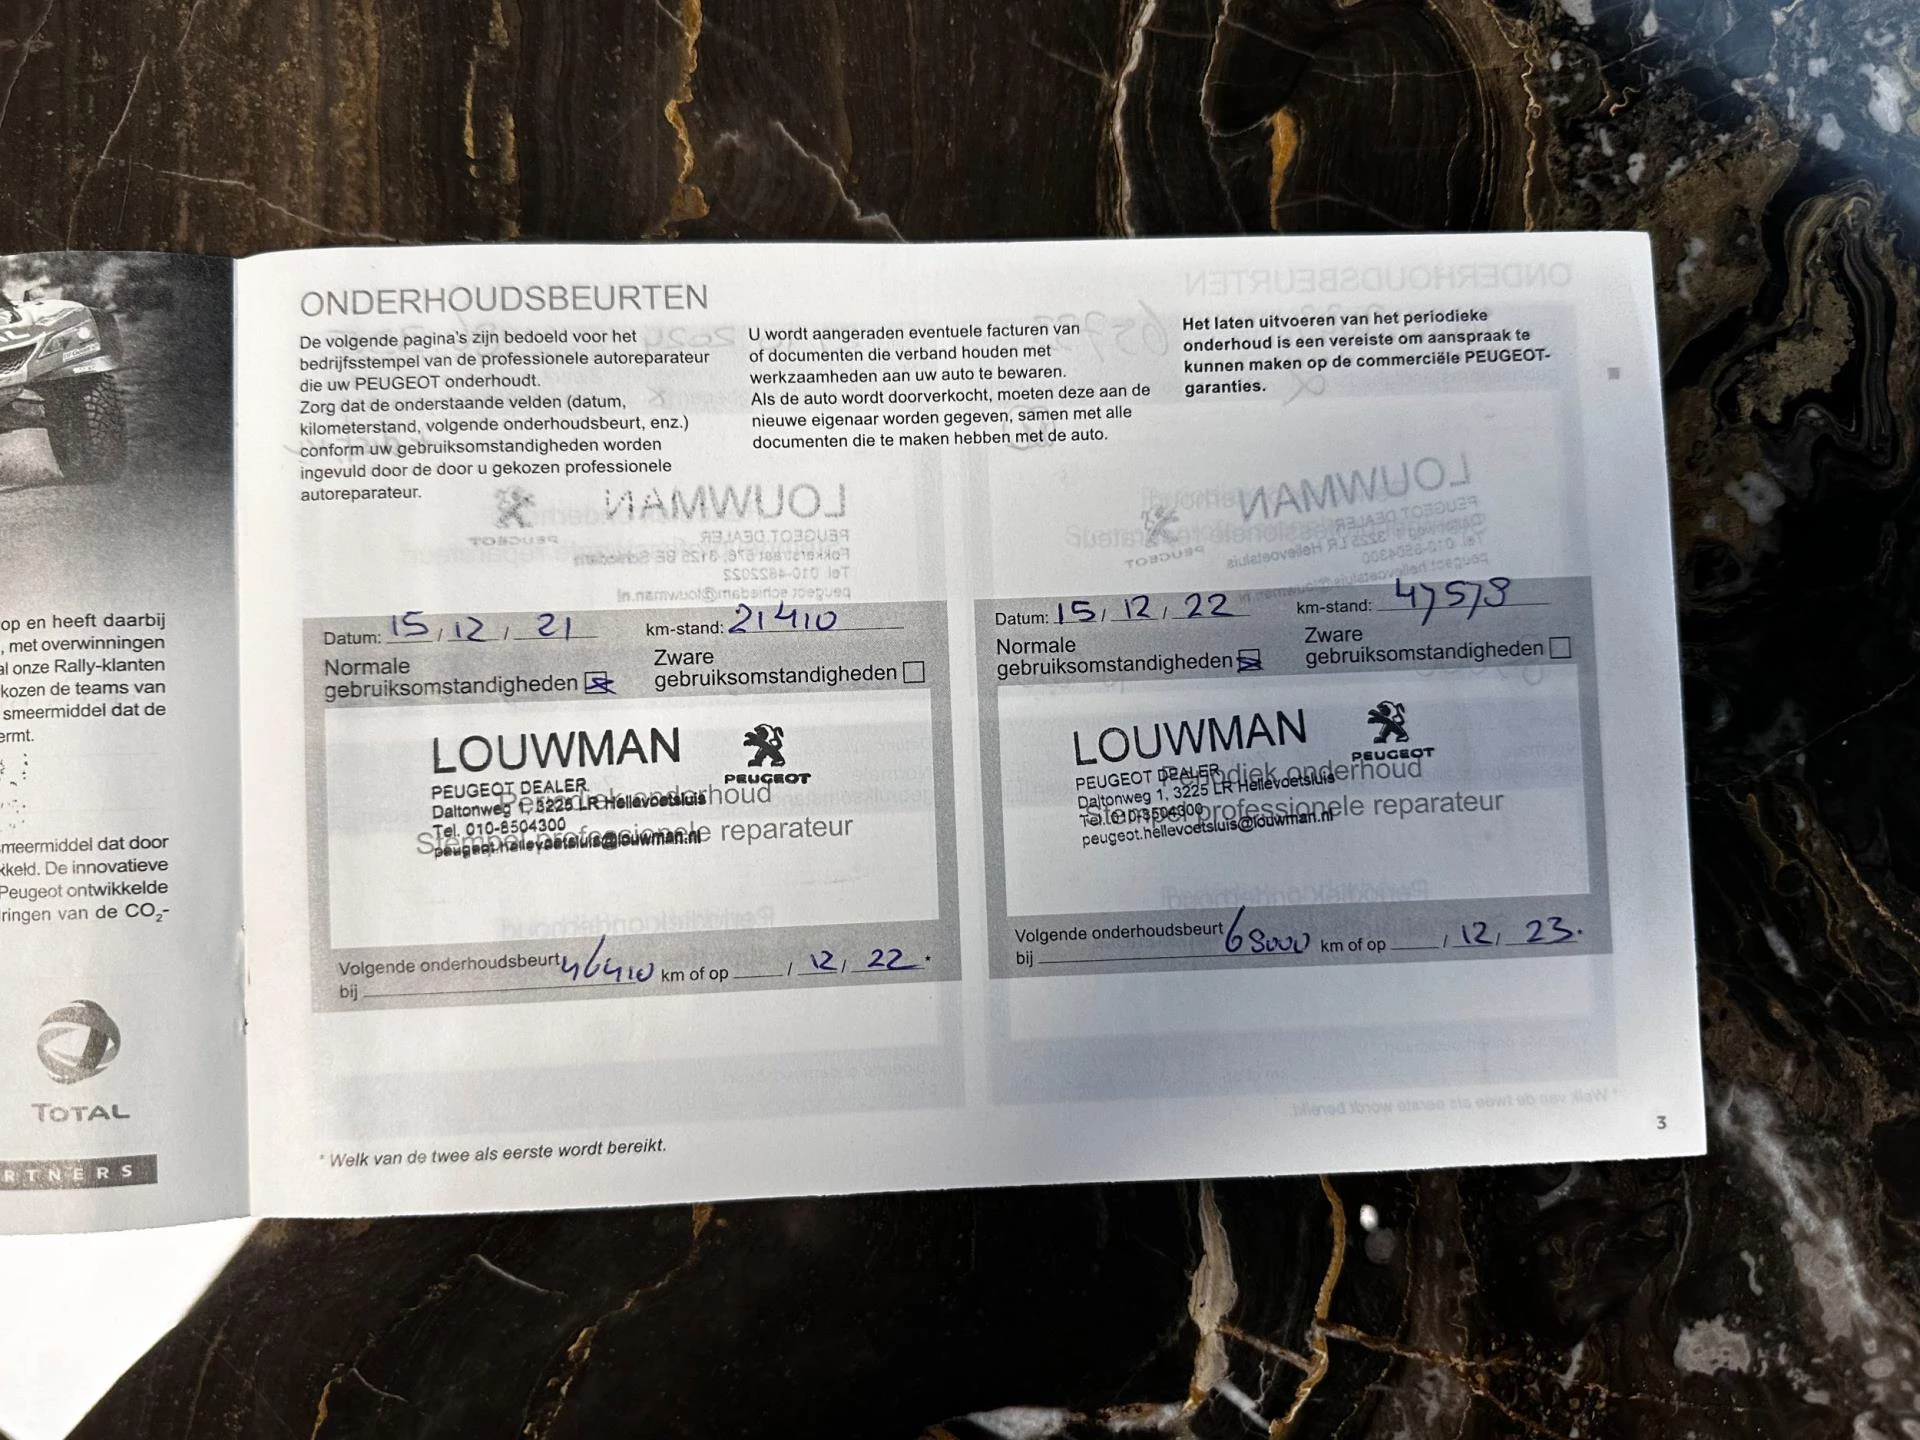 ONDERHOUDSBEURTEN
De volgende pagina's zijn bedoeld voor het
bedrijfsstempel van de professionele autoreparateur
die uw PEUGEOT onderhoudt.
Zorg dat de onderstaande velden (datum,
kilometerstand, volgende onderhoudsbeurt, enz.)
conform uw gebruiksomstandigheden worden
ingevuld door de door u gekozen professionele
autoreparateur.
U wordt aangeraden eventuele facturen van
of documenten die verband houden met
werkzaamheden aan uw auto te bewaren.
Als de auto wordt doorverkocht, moeten deze aan de
nieuwe eigenaar worden gegeven, samen met alle
documenten die te maken hebben met de auto.
Het laten uitvoeren van het periodieke
onderhoud is een vereiste om aanspraak te
kunnen maken op de commerciële PEUGEOT-
garanties.
Datum: 15 / 12 / 21 km-stand: 21410
Normale
gebruiksomstandigheden
Zware
gebruiksomstandigheden
LOUWMAN
PEUGEOT
PEUGEOT DEALER
Daltonweg 1, 3225 LR Hellevoetsluis
Tel. 010-8504300
peugeot.hellevoetsluis@louwman.nl
Periodiek onderhoud
Stempel professionele reparateur
Volgende onderhoudsbeurt
bij 46410 km of op / 12 / 22 *
Datum: 15 / 12 / 22 km-stand:
Normale
gebruiksomstandigheden
Zware
gebruiksomstandigheden
LOUWMAN
PEUGEOT
PEUGEOT DEALER
Daltonweg 1, 3225 LR Hellevoetsluis
Tel. 010-8504300
peugeot.hellevoetsluis@louwman.nl
Periodiek onderhoud
Stempel professionele reparateur
Volgende onderhoudsbeurt
bij 68000 km of op / 12 / 23.
* Welk van de twee als eerste wordt bereikt.
3
op en heeft daarbij
, met overwinningen
al onze Rally-klanten
kozen de teams van
smeermiddel dat de
ermt.
meermiddel dat door
kkeld. De innovatieve
Peugeot ontwikkelde
ringen van de CO₂-
TOTAL
RTNERS